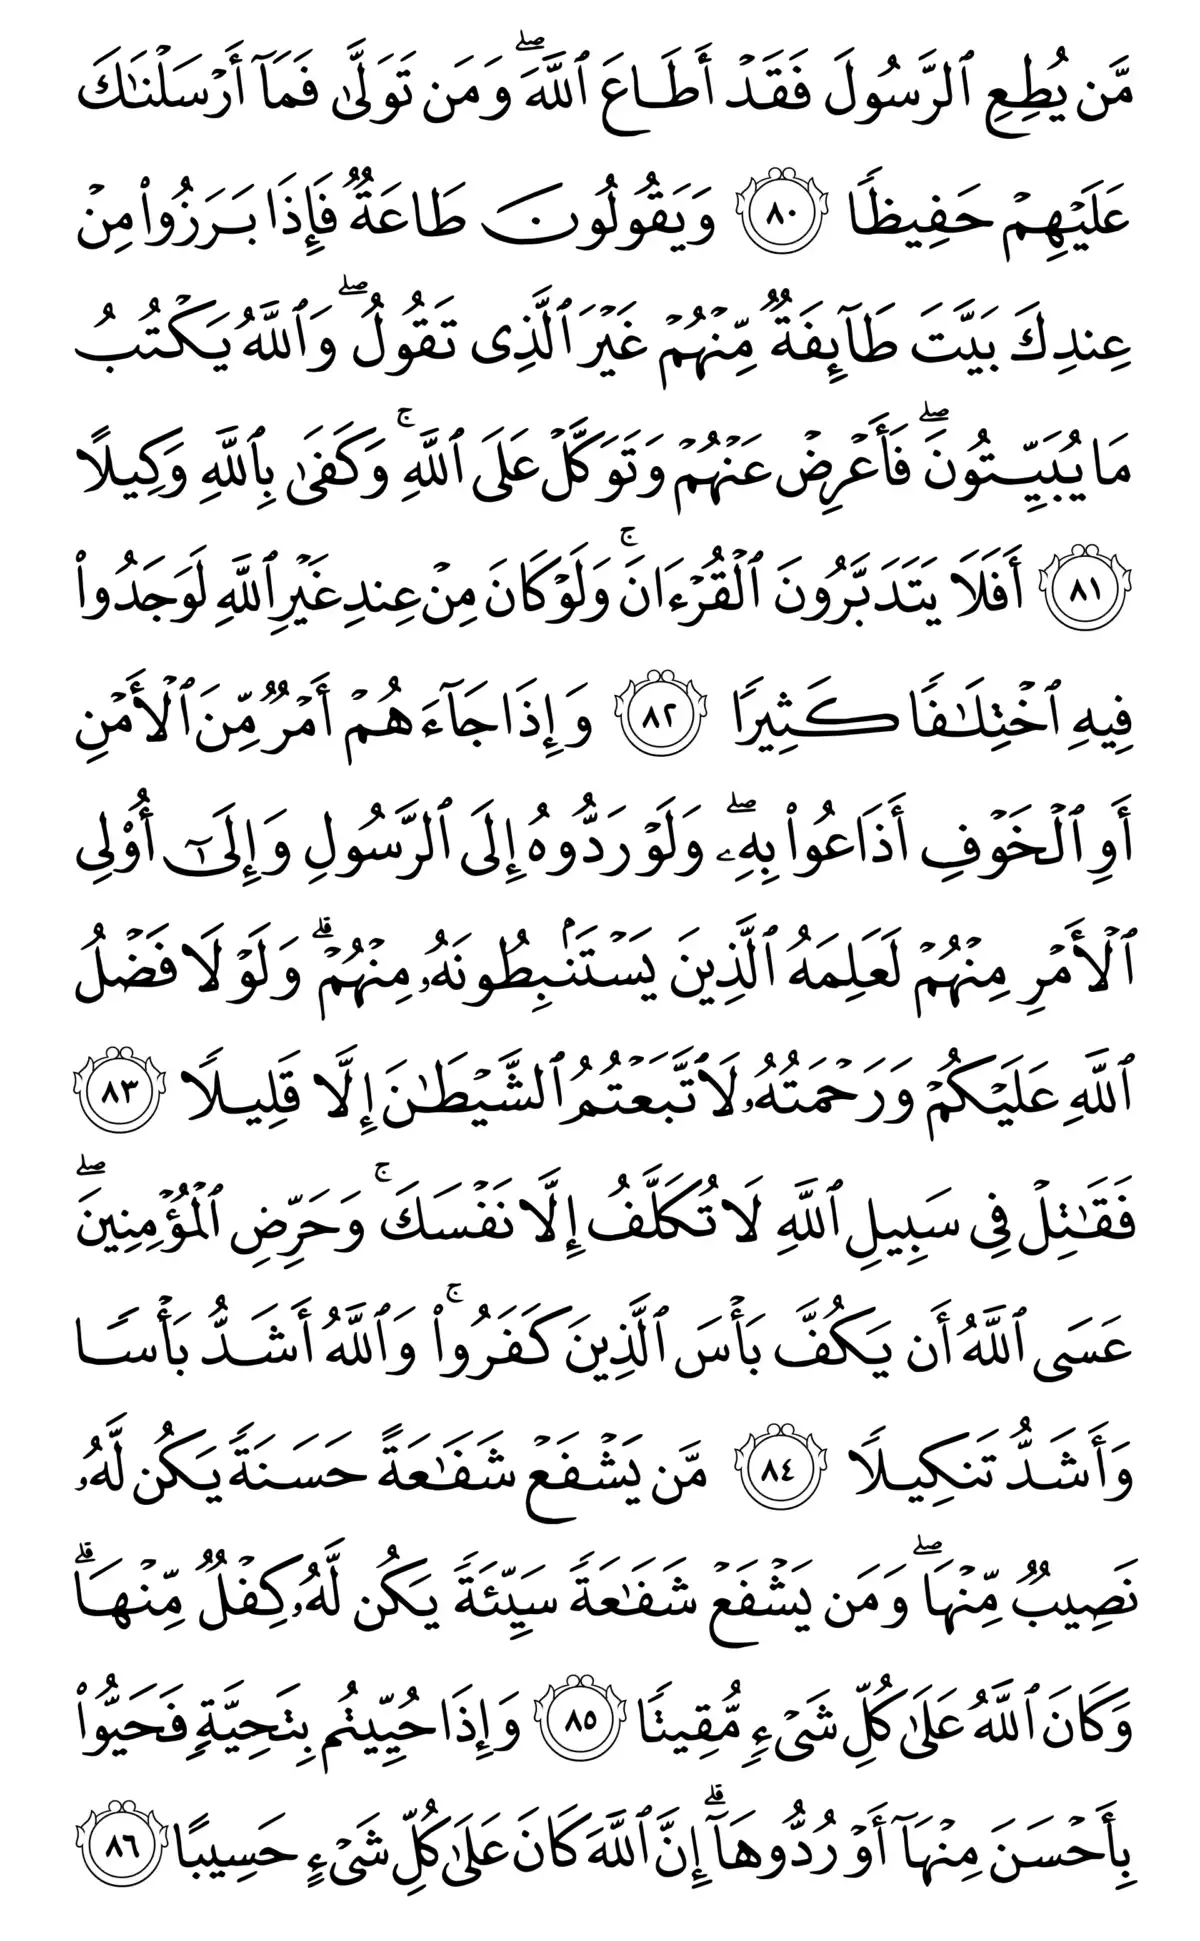 مَّن يُطِعِ ٱلرَّسُولَ فَقَدۡ أَطَاعَ ٱللَّهَۖ وَمَن تَوَلَّىٰ فَمَآ أَرۡسَلۡنَٰكَ
عَلَيۡهِمۡ حَفِيظٗا ٨٠ وَيَقُولُونَ طَاعَةٞ فَإِذَا بَرَزُواْ مِنۡ
عِندِكَ بَيَّتَ طَآئِفَةٞ مِّنۡهُمۡ غَيۡرَ ٱلَّذِي تَقُولُۖ وَٱللَّهُ يَكۡتُبُ
مَا يُبَيِّتُونَۖ فَأَعۡرِضۡ عَنۡهُمۡ وَتَوَكَّلۡ عَلَى ٱللَّهِۚ وَكَفَىٰ بِٱللَّهِ وَكِيلًا
٨١ أَفَلَا يَتَدَبَّرُونَ ٱلۡقُرۡءَانَۚ وَلَوۡ كَانَ مِنۡ عِندِ غَيۡرِ ٱللَّهِ لَوَجَدُواْ
فِيهِ ٱخۡتِلَٰفٗا كَثِيرٗا ٨٢ وَإِذَا جَآءَهُمۡ أَمۡرٞ مِّنَ ٱلۡأَمۡنِ
أَوِ ٱلۡخَوۡفِ أَذَاعُواْ بِهِۦۖ وَلَوۡ رَدُّوهُ إِلَى ٱلرَّسُولِ وَإِلَىٰٓ أُوْلِي
ٱلۡأَمۡرِ مِنۡهُمۡ لَعَلِمَهُ ٱلَّذِينَ يَسۡتَنۢبِطُونَهُۥ مِنۡهُمۡۗ وَلَوۡلَا فَضۡلُ
ٱللَّهِ عَلَيۡكُمۡ وَرَحۡمَتُهُۥ لَٱتَّبَعۡتُمُ ٱلشَّيۡطَٰنَ إِلَّا قَلِيلٗا ٨٣
فَقَٰتِلۡ فِي سَبِيلِ ٱللَّهِ لَا تُكَلَّفُ إِلَّا نَفۡسَكَۚ وَحَرِّضِ ٱلۡمُؤۡمِنِينَۖ
عَسَى ٱللَّهُ أَن يَكُفَّ بَأۡسَ ٱلَّذِينَ كَفَرُواْۚ وَٱللَّهُ أَشَدُّ بَأۡسٗا
وَأَشَدُّ تَنكِيلٗا ٨٤ مَّن يَشۡفَعۡ شَفَٰعَةً حَسَنَةٗ يَكُن لَّهُۥ
نَصِيبٞ مِّنۡهَاۖ وَمَن يَشۡفَعۡ شَفَٰعَةٗ سَيِّئَةٗ يَكُن لَّهُۥ كِفۡلٞ مِّنۡهَاۗ
وَكَانَ ٱللَّهُ عَلَىٰ كُلِّ شَيۡءٖ مُّقِيتٗا ٨٥ وَإِذَا حُيِّيتُم بِتَحِيَّةٖ فَحَيُّواْ
بِأَحۡسَنَ مِنۡهَآ أَوۡ رُدُّوهَآۗ إِنَّ ٱللَّهَ كَانَ عَلَىٰ كُلِّ شَيۡءٍ حَسِيبًا ٨٦